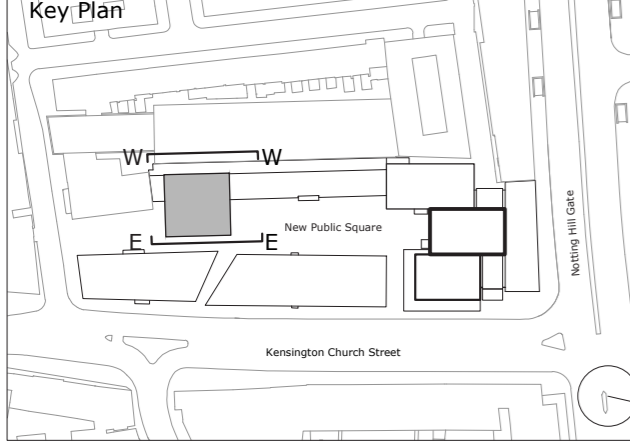 Key Plan
W W
E E
New Public Square
Notting Hill Gate
Kensington Church Street